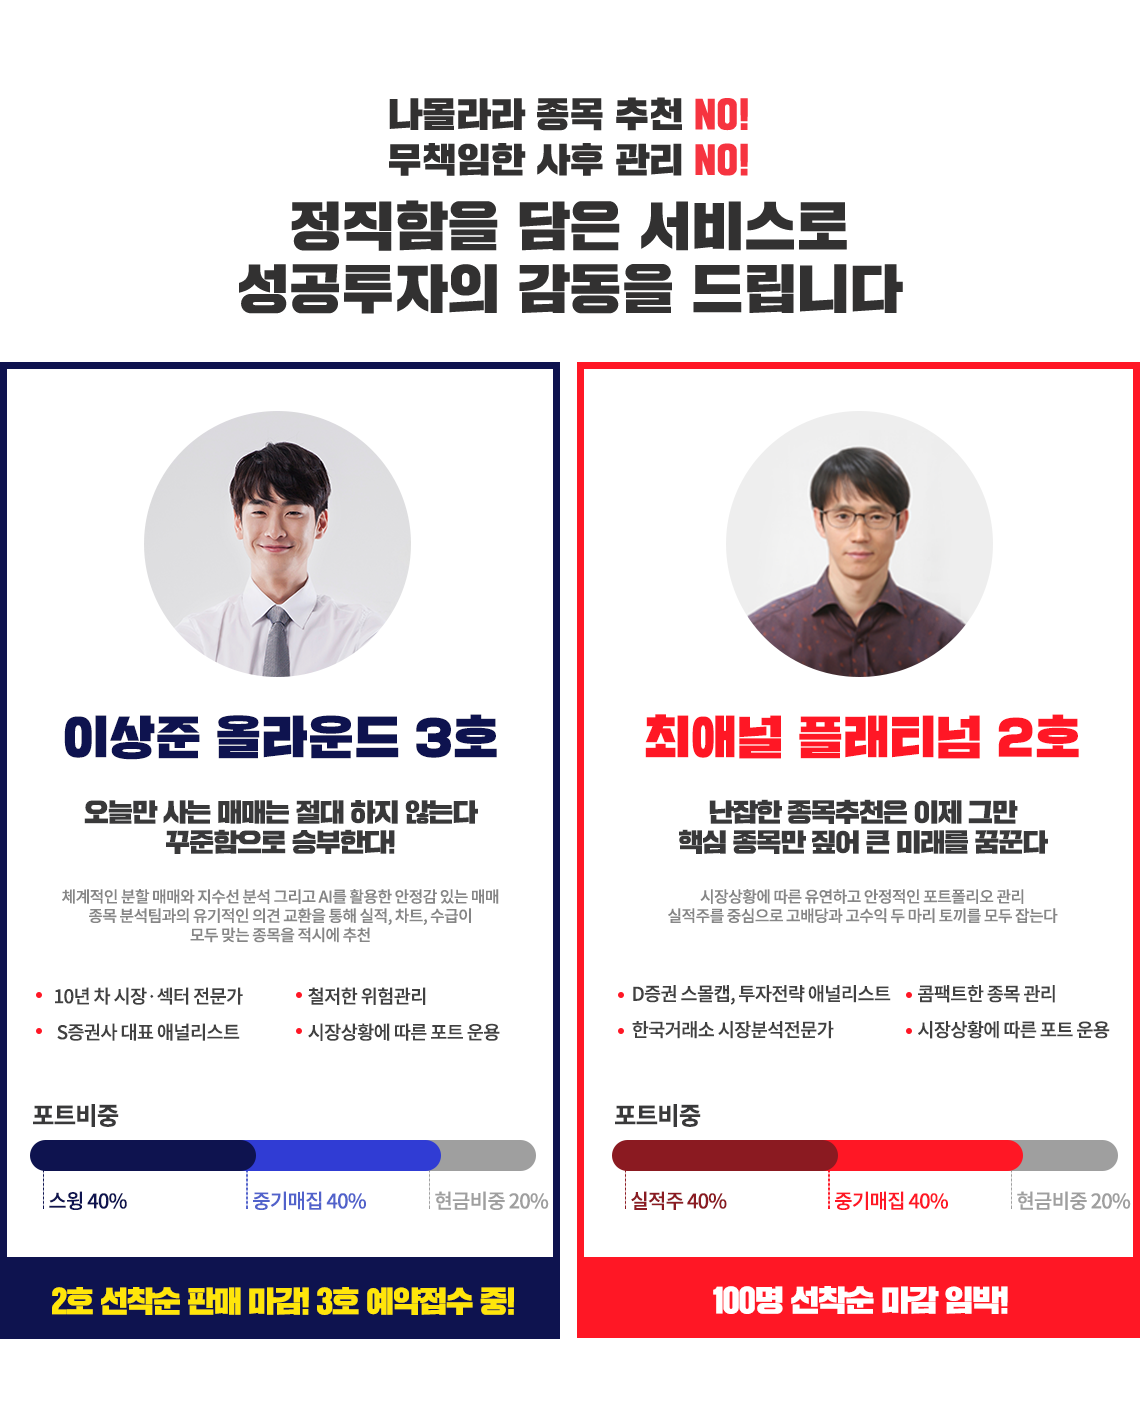 나몰라라 종목 추천 NO!
무책임한 사후 관리 NO!
정직함을 담은 서비스로
성공투자의 감동을 드립니다
이상준 올라운드 3호
오늘만 사는 매매는 절대 하지 않는다
꾸준함으로 승부한다!
체계적인 분할 매매와 지수선 분석 그리고 AI를 활용한 안정감 있는 매매
종목 분석팀과의 유기적인 의견 교환을 통해 실적, 차트, 수급이
모두 맞는 종목을 적시에 추천
• 10년 차 시장·섹터 전문가
• 철저한 위험관리
• S증권사 대표 애널리스트
• 시장상황에 따른 포트 운용
포트비중
스윙 40%
중기매집 40%
현금비중 20%
2호 선착순 판매 마감! 3호 예약접수 중!
최애널 플래티넘 2호
난잡한 종목추천은 이제 그만
핵심 종목만 짚어 큰 미래를 꿈꾼다
시장상황에 따른 유연하고 안정적인 포트폴리오 관리
실적주를 중심으로 고배당과 고수익 두 마리 토끼를 모두 잡는다
• D증권 스몰캡, 투자전략 애널리스트
• 콤팩트한 종목 관리
• 한국거래소 시장분석전문가
• 시장상황에 따른 포트 운용
포트비중
실적주 40%
중기매집 40%
현금비중 20%
100명 선착순 마감 임박!